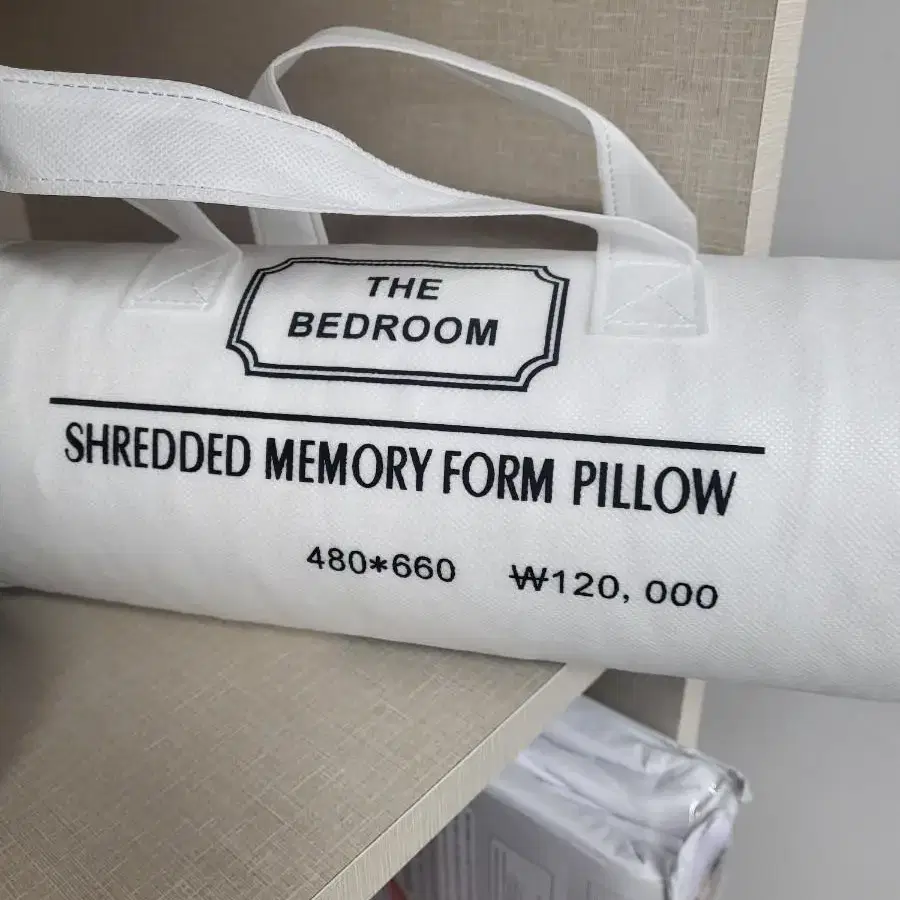 THE
BEDROOM
SHREDDED MEMORY FORM PILLOW
480*660 ₩120, 000